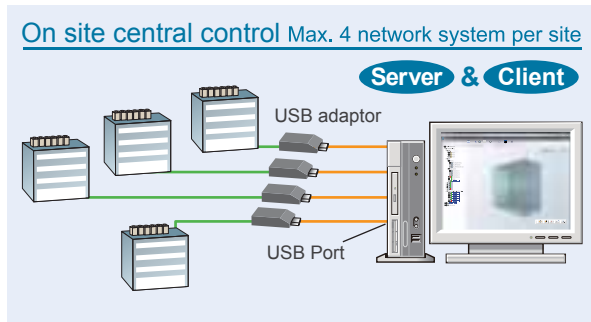 On site central control Max. 4 network system per site
Server & Client
USB adaptor
USB Port